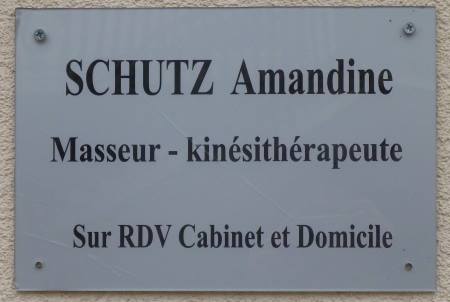 SCHUTZ Amandine
Masseur - kinésithérapeute
Sur RDV Cabinet et Domicile